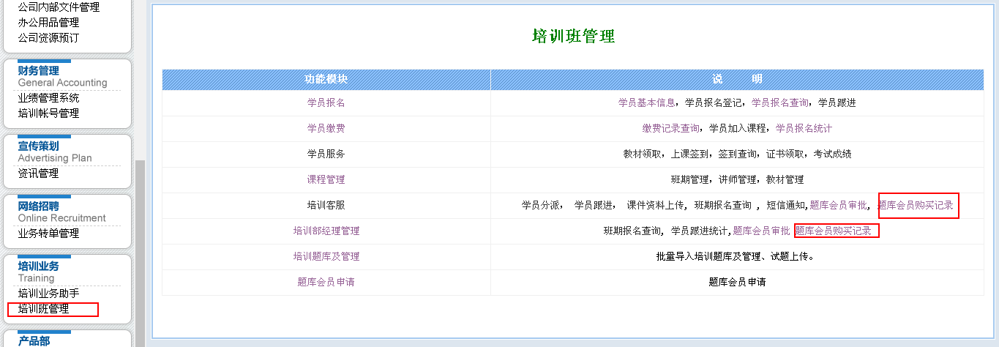 公司内部文件管理
办公用品管理
公司资源预订
财务管理
General Accounting
业绩管理系统
培训帐号管理
宣传策划
Advertising Plan
资讯管理
网络招聘
Online Recruitment
业务转单管理
培训业务
Training
培训业务助手
培训班管理
产品部
培训班管理
功能模块 说 明
学员报名 学员基本信息，学员报名登记，学员报名查询，学员跟进
学员缴费 缴费记录查询，学员加入课程，学员报名统计
学员服务 教材领取，上课签到，签到查询，证书领取，考试成绩
课程管理 班期管理，讲师管理，教材管理
培训客服 学员分派， 学员跟进， 课件资料上传, 班期报名查询 , 短信通知,题库会员审批, 题库会员购买记录
培训部经理管理 班期报名查询, 学员跟进统计,题库会员审批 题库会员购买记录
培训题库及管理 批量导入培训题库及管理、试题上传。
题库会员申请 题库会员申请